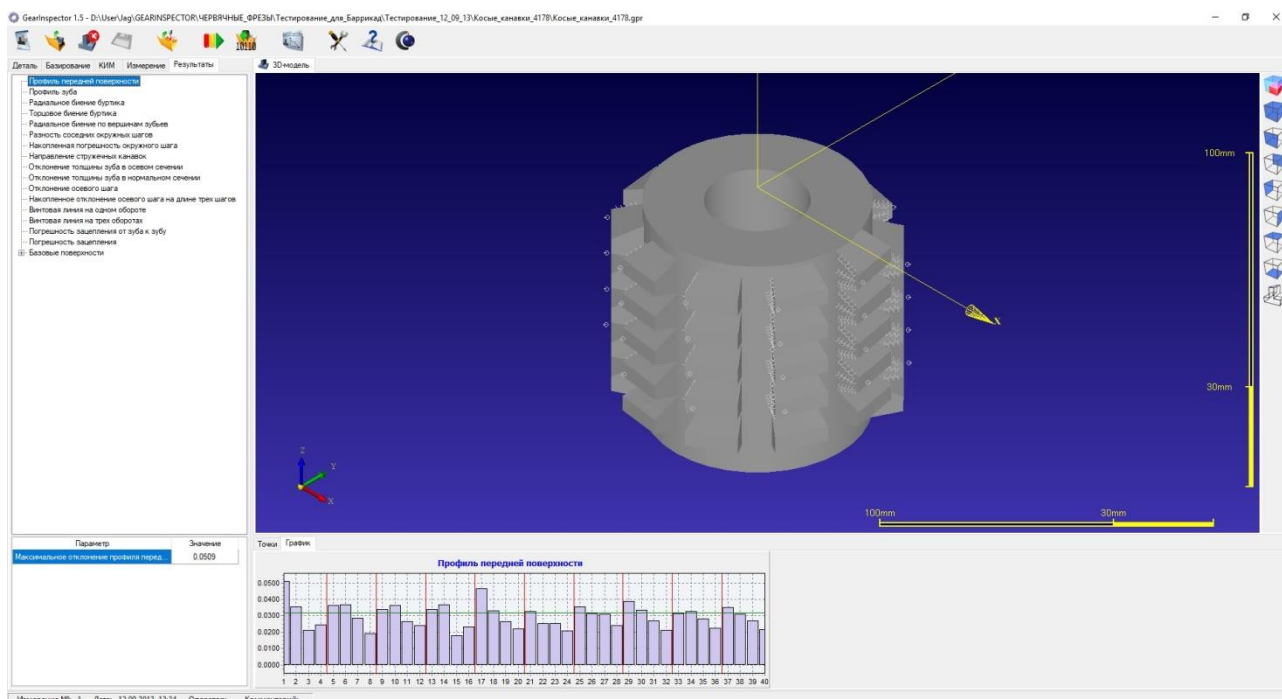 GearInspector 1.5 - D:\User\Jag\GEARINSPECTOR\ЧЕРВЯЧНЫЕ_ФРЕЗЫ\Тестирование_для_Баррикад\Тестирование_12_09_13\Косые_канавки_4178\Косые_канавки_4178.gpr
Деталь Базирование КИМ Измерение Результаты
3D-модель
Профиль передней поверхности
Профиль зуба
Радиальное биение буртика
Торцовое биение буртика
Радиальное биение по вершинам зубьев
Разность соседних окружных шагов
Накопленная погрешность окружного шага
Направление стружечных канавок
Отклонение толщины зуба в осевом сечении
Отклонение толщины зуба в нормальном сечении
Отклонение осевого шага
Накопленное отклонение осевого шага на длине трех шагов
Винтовая линия на одном обороте
Винтовая линия на трех оборотах
Погрешность зацепления от зуба к зубу
Погрешность зацепления
Базовые поверхности
100mm
X
30mm
Z
Y
X
100mm 30mm
Параметр Значение
Максимальное отклонение профиля перед... 0.0509
Точки График
Профиль передней поверхности
0.0500
0.0400
0.0300
0.0200
0.0100
0.0000
1 2 3 4 5 6 7 8 9 10 11 12 13 14 15 16 17 18 19 20 21 22 23 24 25 26 27 28 29 30 31 32 33 34 35 36 37 38 39 40